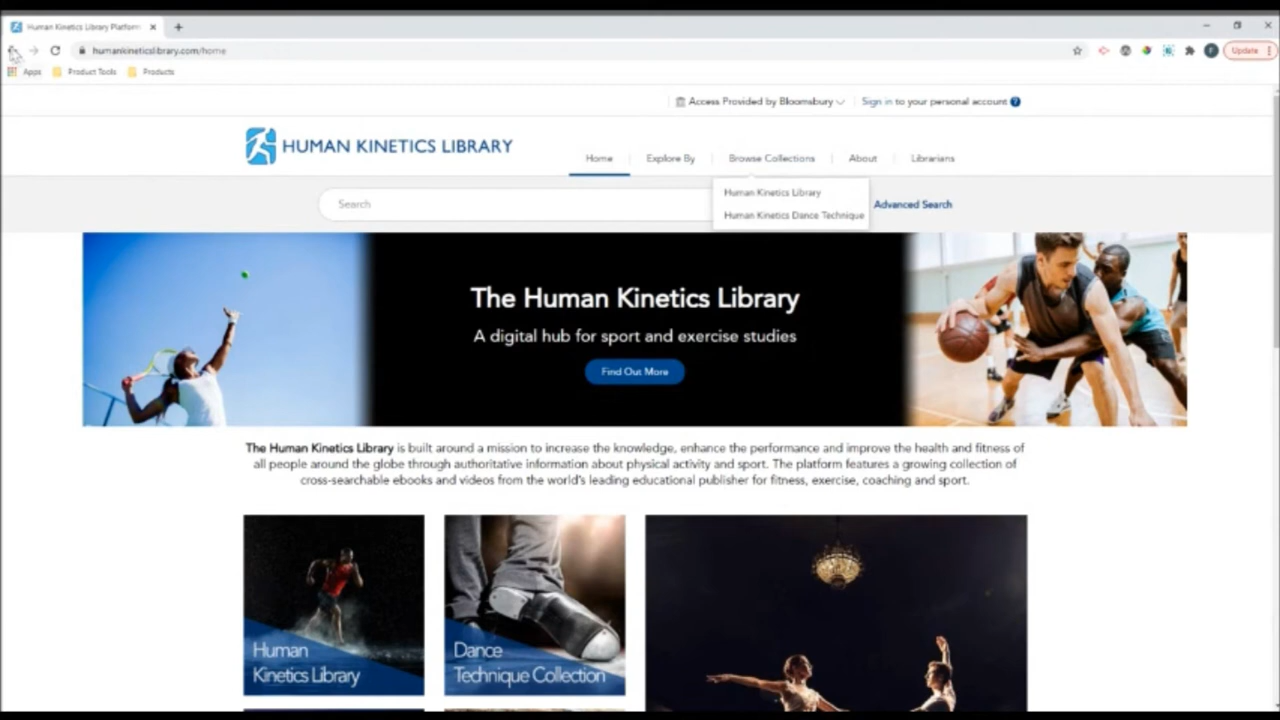 Human Kinetics Library Platform
humankineticslibrary.com/home
Update
Apps
Product Tools
Products
Access Provided by Bloomsbury
Sign in to your personal account ?
HUMAN KINETICS LIBRARY
Home
Explore By
Browse Collections
About
Librarians
Human Kinetics Library
Human Kinetics Dance Technique
Search
Advanced Search
The Human Kinetics Library
A digital hub for sport and exercise studies
Find Out More
The Human Kinetics Library is built around a mission to increase the knowledge, enhance the performance and improve the health and fitness of
all people around the globe through authoritative information about physical activity and sport. The platform features a growing collection of
cross-searchable ebooks and videos from the world's leading educational publisher for fitness, exercise, coaching and sport.
Human
Kinetics Library
Dance
Technique Collection